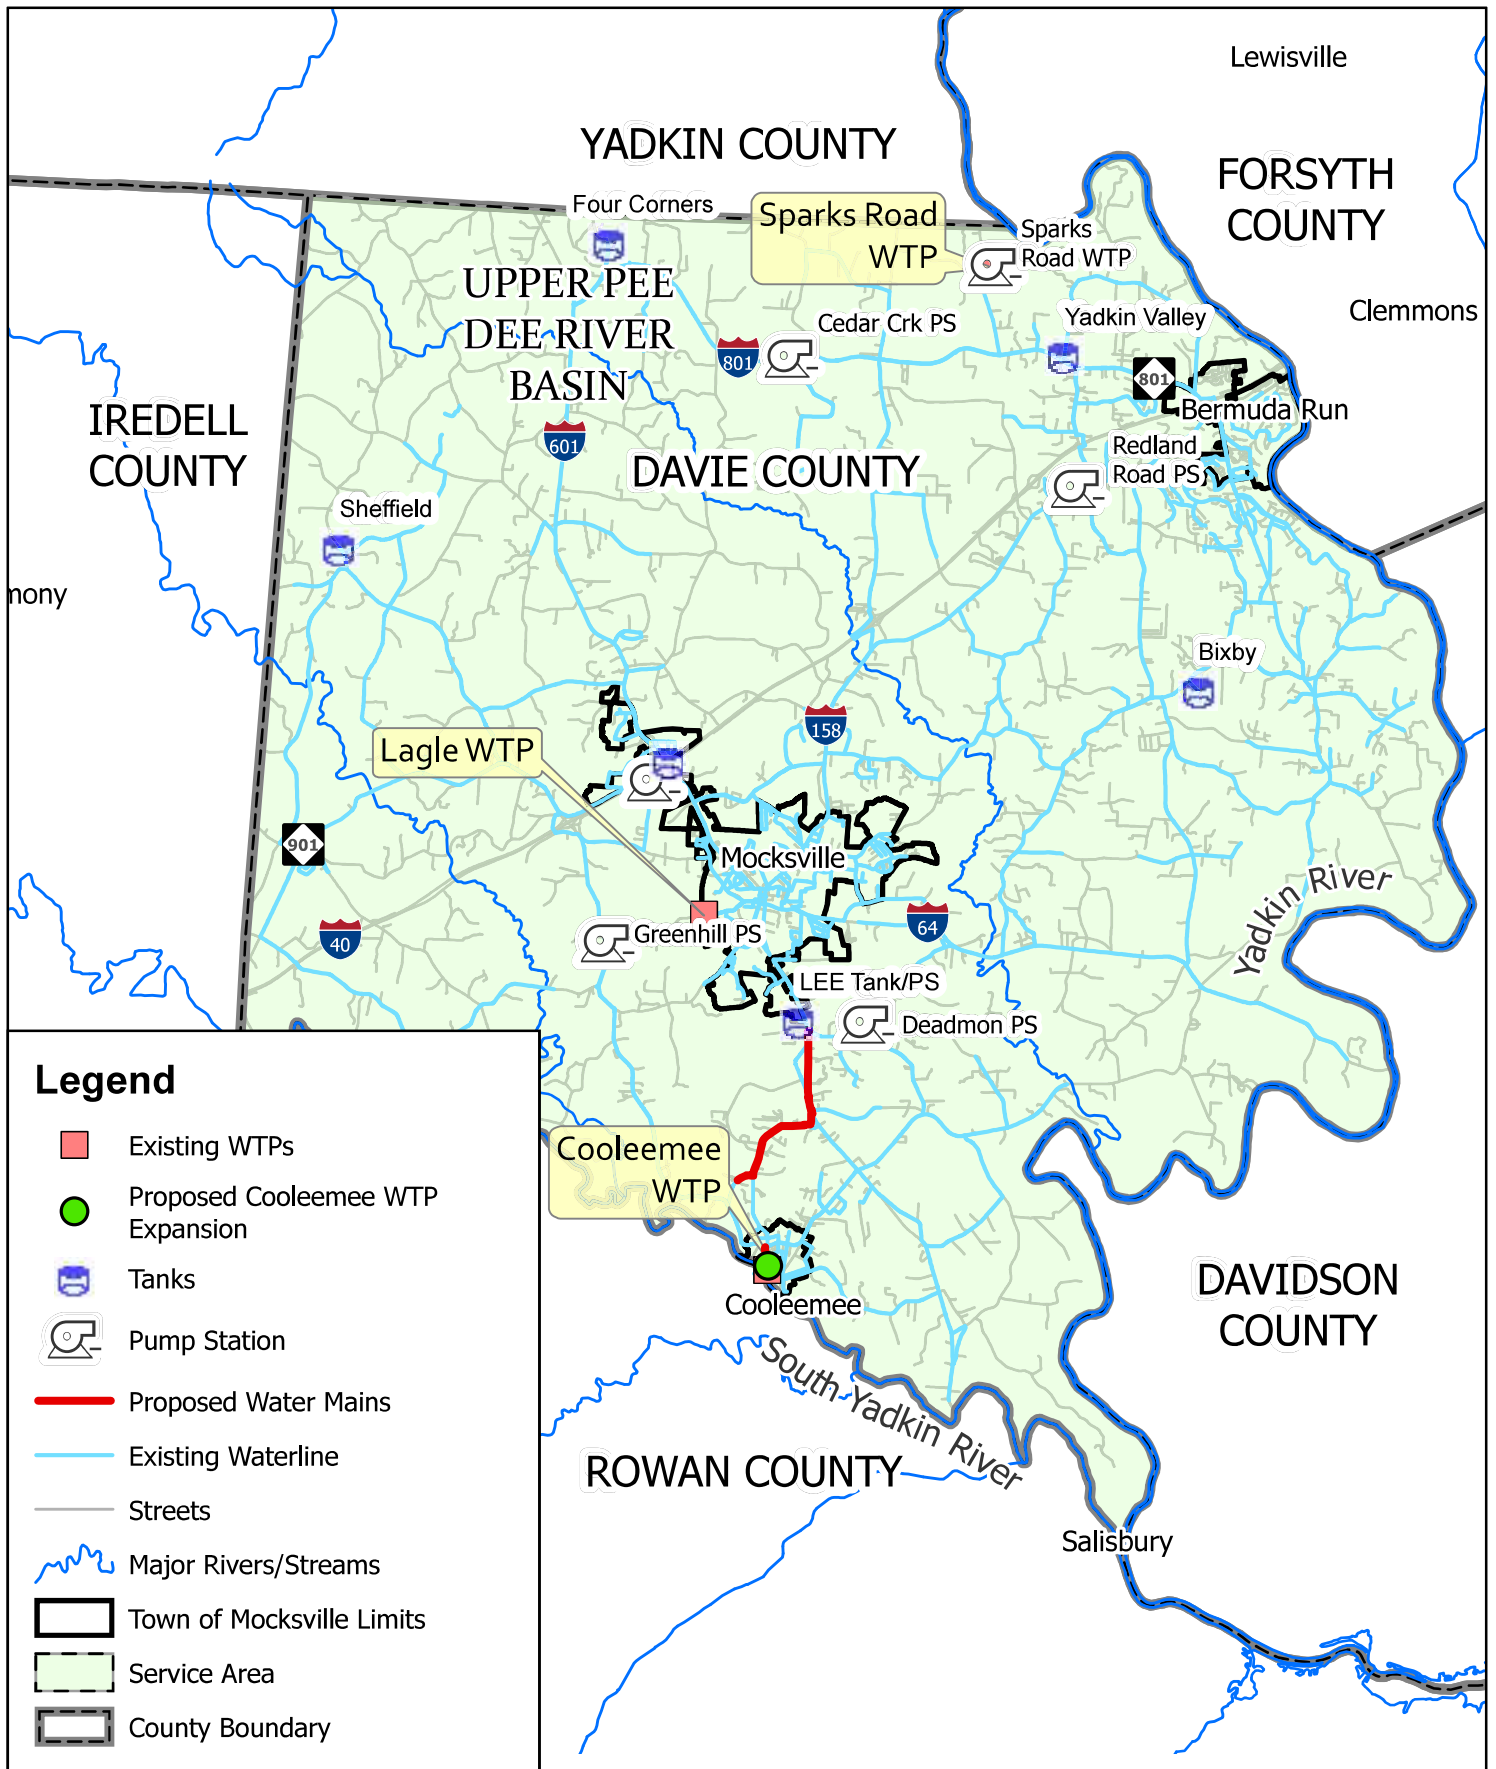 Lewisville
YADKIN COUNTY
FORSYTH
COUNTY
Four Corners
Sparks Road
WTP
Sparks
Road WTP
UPPER PEE
DEE RIVER
BASIN
Clemmons
Cedar Crk PS
Yadkin Valley
801
801
IREDELL
COUNTY
Bermuda Run
601
Redland
Road PS
DAVIE COUNTY
Sheffield
mony
Bixby
158
Lagle WTP
901
Mocksville
Yadkin River
40
64
Greenhill PS
LEE Tank/PS
Deadmon PS
Cooleemee
WTP
Cooleemee
DAVIDSON
COUNTY
South Yadkin River
ROWAN COUNTY
Salisbury
Legend
Existing WTPs
Proposed Cooleemee WTP
Expansion
Tanks
Pump Station
Proposed Water Mains
Existing Waterline
Streets
Major Rivers/Streams
Town of Mocksville Limits
Service Area
County Boundary